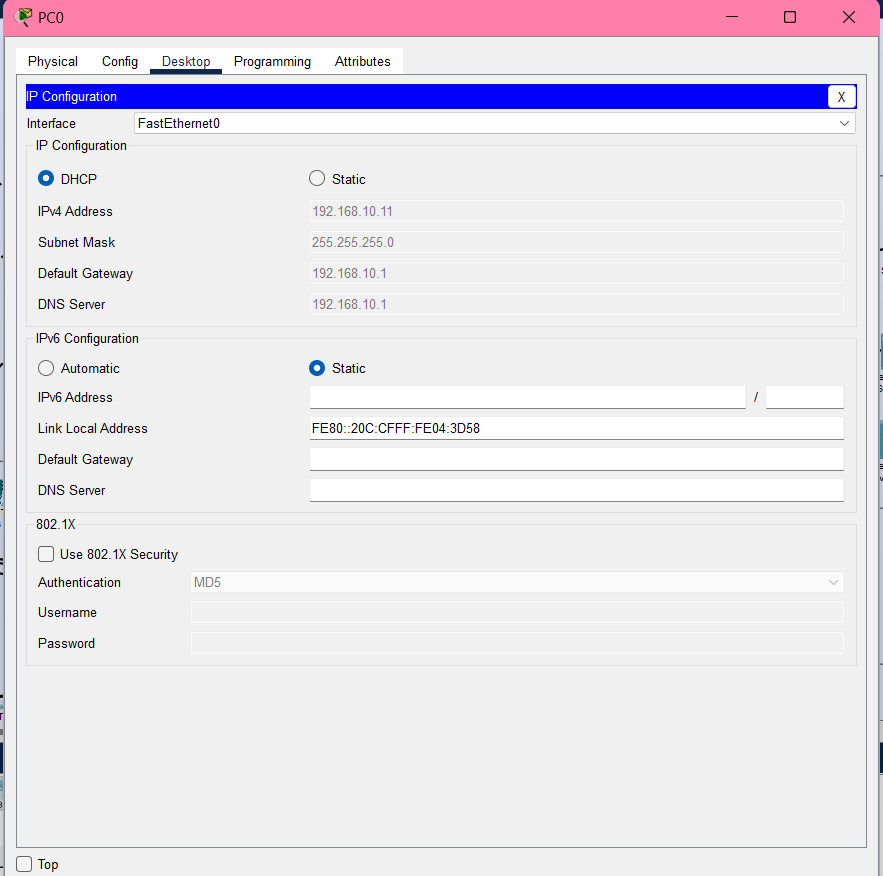 PC0
Physical Config Desktop Programming Attributes
IP Configuration X
Interface FastEthernet0
IP Configuration
DHCP Static
IPv4 Address 192.168.10.11
Subnet Mask 255.255.255.0
Default Gateway 192.168.10.1
DNS Server 192.168.10.1
IPv6 Configuration
Automatic Static
IPv6 Address /
Link Local Address FE80::20C:CFFF:FE04:3D58
Default Gateway
DNS Server
802.1X
Use 802.1X Security
Authentication MD5
Username
Password
Top